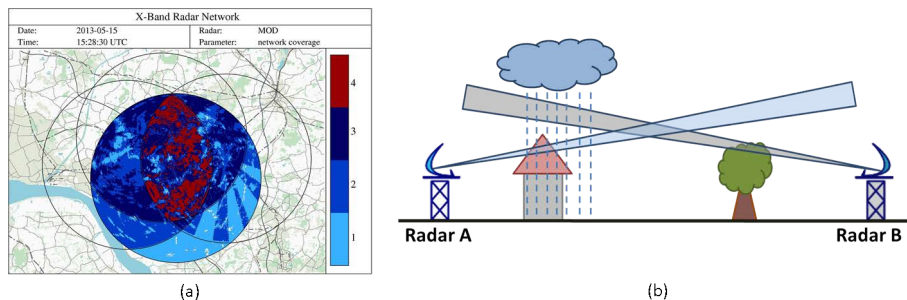 X-Band Radar Network
Date: 2013-05-15 Radar: MOD
Time: 15:28:30 UTC Parameter: network coverage
4
3
2
1
Radar A Radar B
(a) (b)